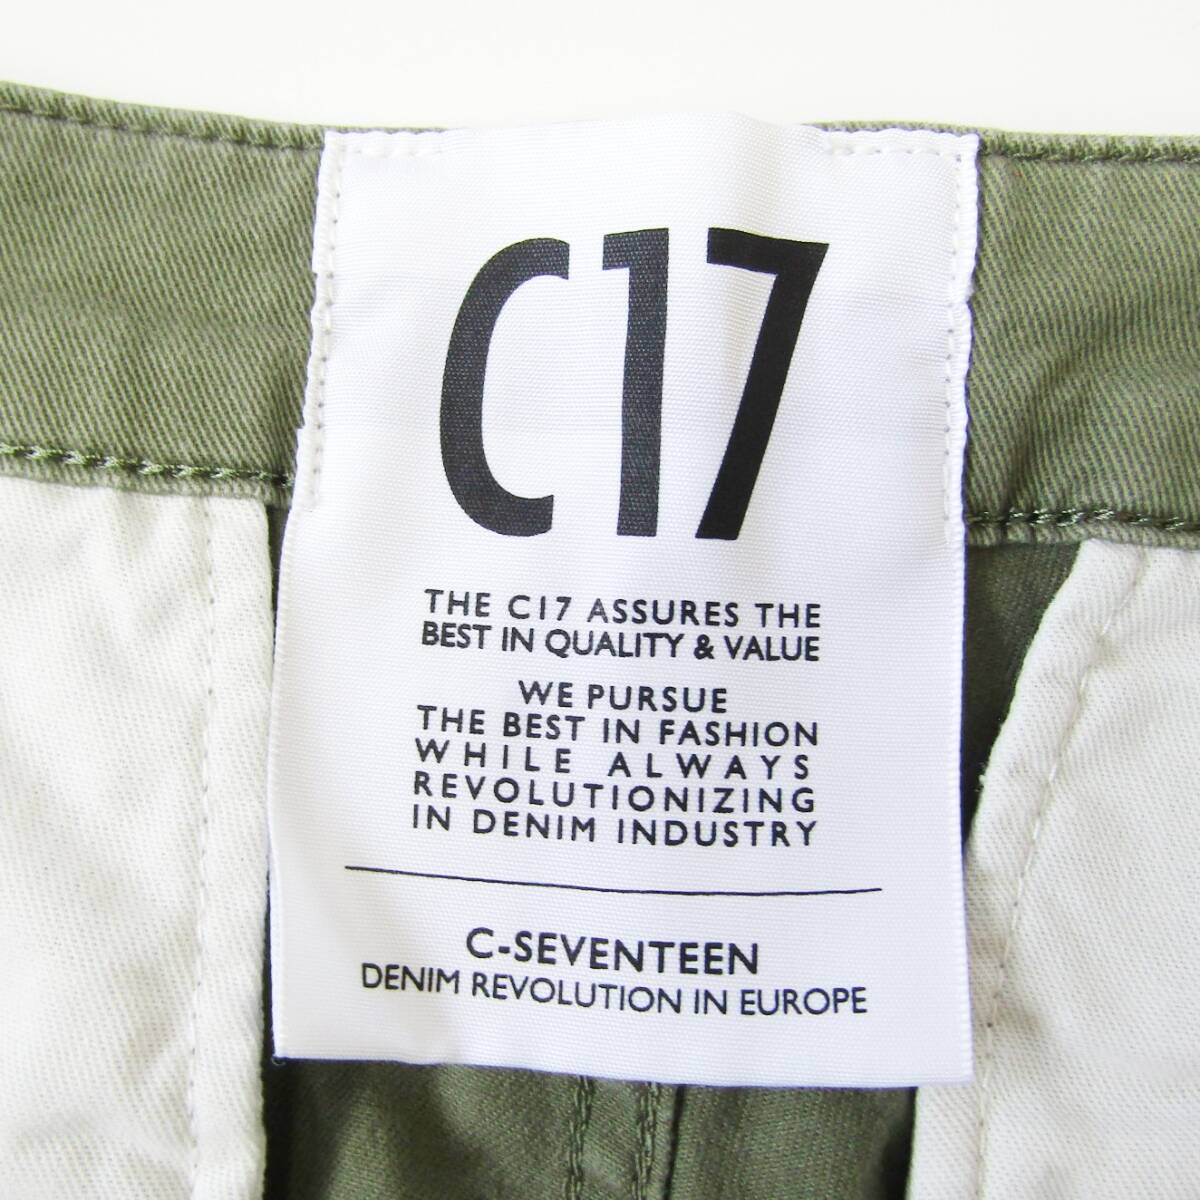 C17
THE C17 ASSURES THE
BEST IN QUALITY & VALUE
WE PURSUE
THE BEST IN FASHION
WHILE ALWAYS
REVOLUTIONIZING
IN DENIM INDUSTRY
C-SEVENTEEN
DENIM REVOLUTION IN EUROPE